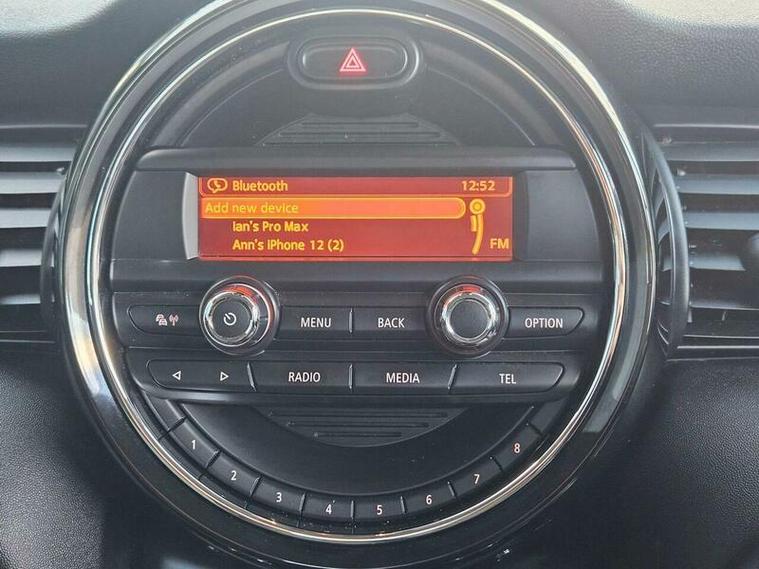 Bluetooth 12:52
Add new device
Ian's Pro Max
Ann's iPhone 12 (2) FM
MENU BACK OPTION
RADIO MEDIA TEL
1 2 3 4 5 6 7 8